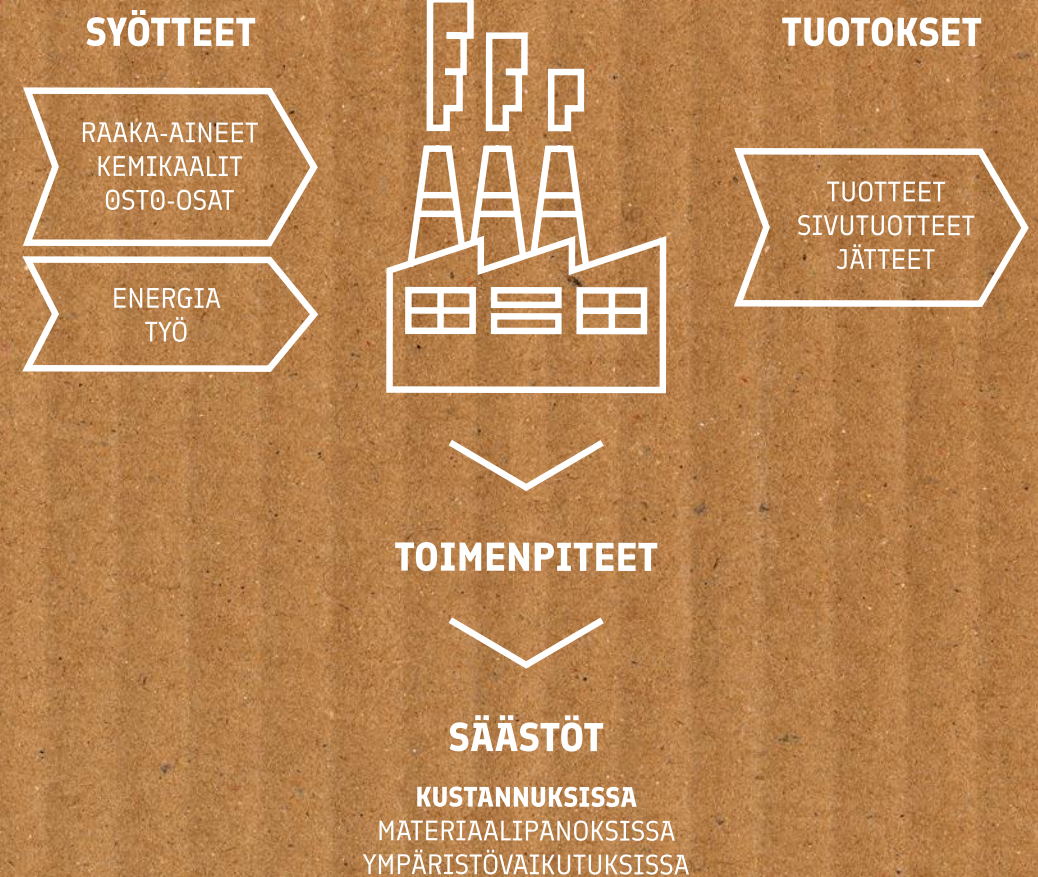 SYÖTTEET
RAAKA-AINEET
KEMIKAALIT
OSTO-OSAT
ENERGIA
TYÖ
TUOTOKSET
TUOTTEET
SIVUTUOTTEET
JÄTTEET
TOIMENPITEET
SÄÄSTÖT
KUSTANNUKSISSA
MATERIAALIPANOKSISSA
YMPÄRISTÖVAIKUTUKSISSA